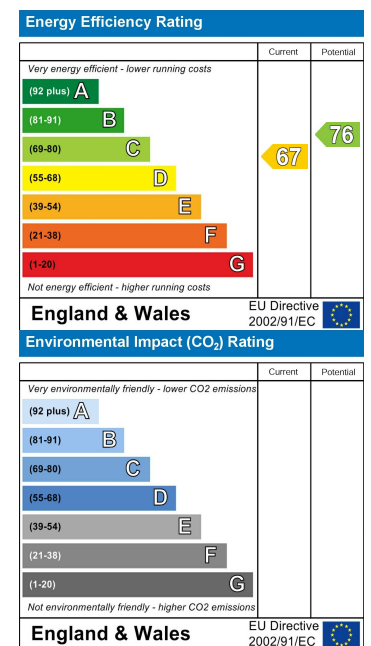 Energy Efficiency Rating
Current Potential
Very energy efficient - lower running costs
(92 plus) A
(81-91) B
(69-80) C
(55-68) D
(39-54) E
(21-38) F
(1-20) G
67
76
Not energy efficient - higher running costs
England & Wales
EU Directive
2002/91/EC
Environmental Impact (CO₂) Rating
Current Potential
Very environmentally friendly - lower CO2 emissions
(92 plus) A
(81-91) B
(69-80) C
(55-68) D
(39-54) E
(21-38) F
(1-20) G
Not environmentally friendly - higher CO2 emissions
England & Wales
EU Directive
2002/91/EC